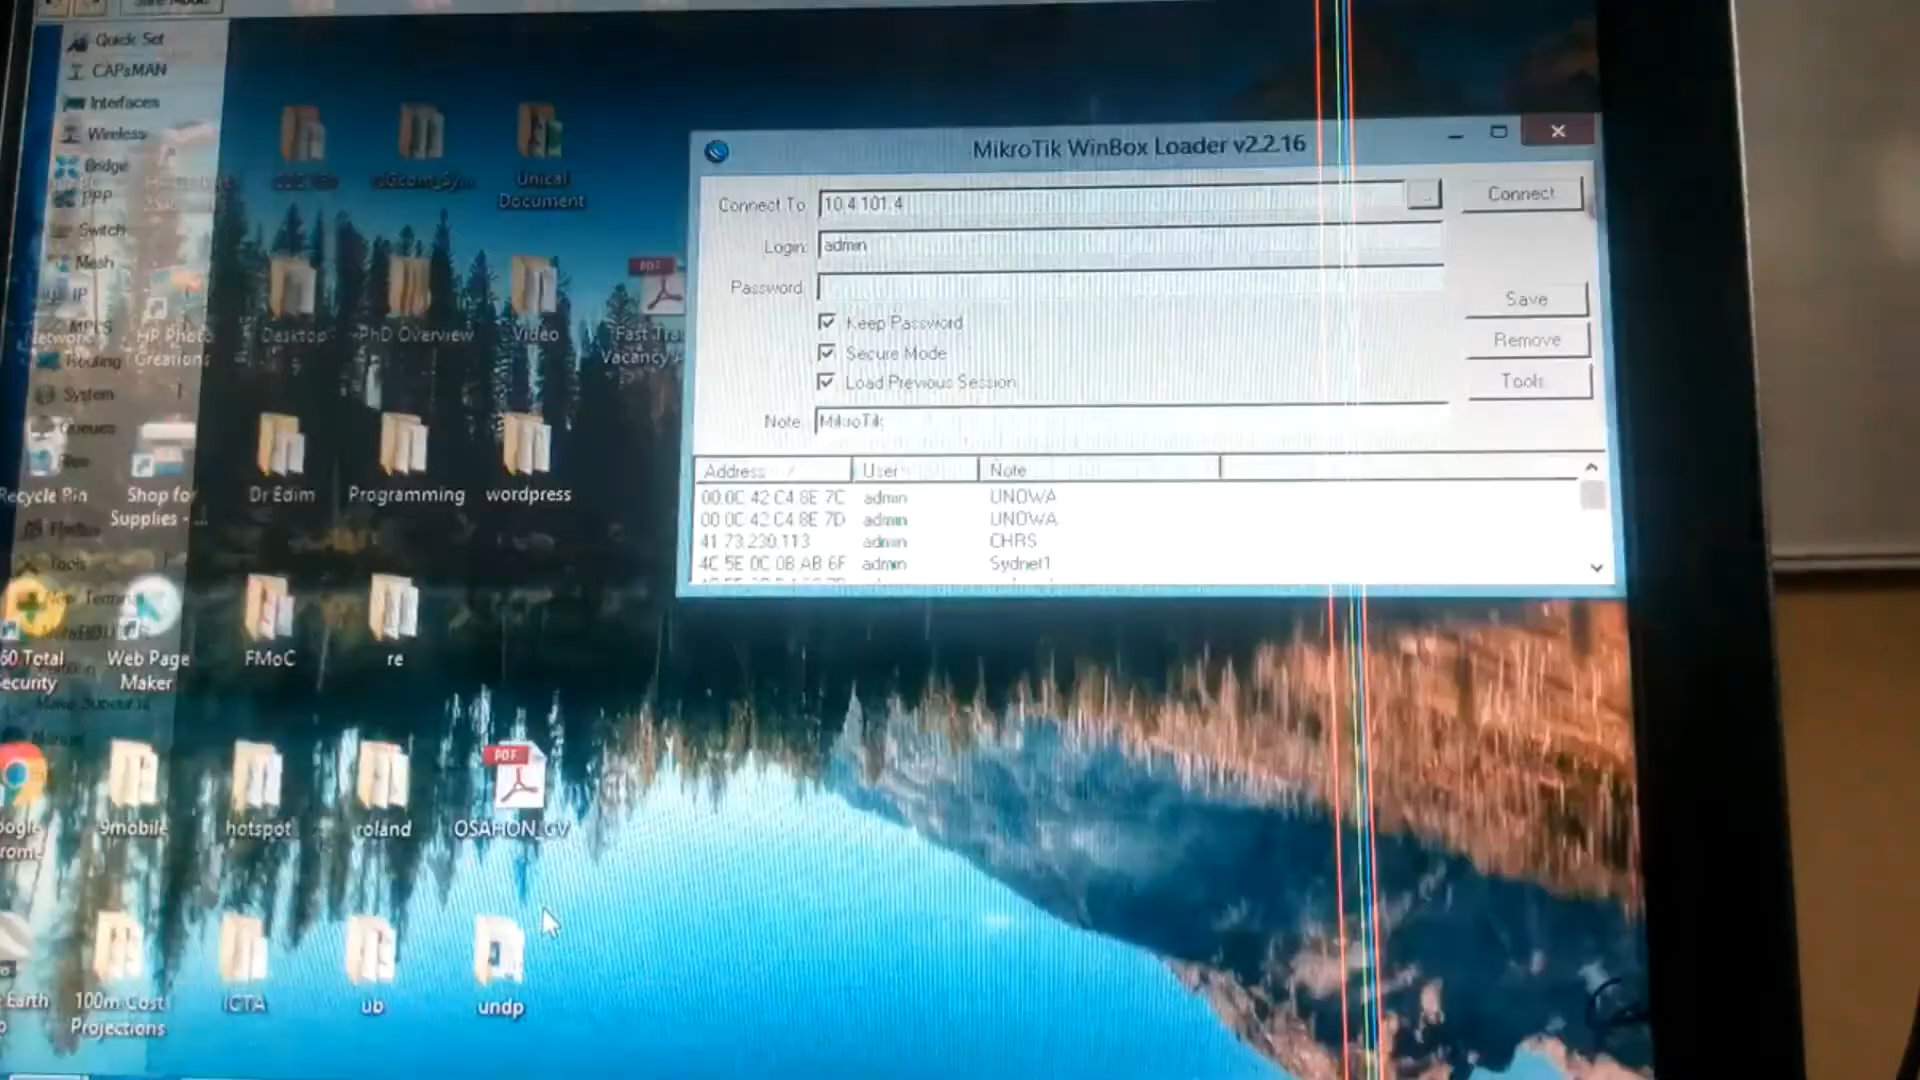 Quick Set
CAPsMAN
Interfaces
Wireless
Bridge
PPP
Switch
Mesh
IP
MPLS
Routing
System
Queues
Tools
MikroTik WinBox Loader v2.2.16
Connect To:
10.4.101.4
Connect
Login:
admin
Password:
Keep Password
Secure Mode
Load Previous Session
Save
Remove
Tools
Note:
MikroTik
Address
User
Note
00:0C:42:C4:8E:7C admin UNOWA
00:0C:42:C4:8E:7D admin UNOWA
41.73.230.113 admin CHRS
4C:5E:0C:0B:AB:6F admin Sydnet1
Unical
Document
HP Photo
Creations
Desktop
PhD Overview
Video
PDF
Vacancy
Recycle Bin
Shop for
Supplies - ...
Dr Edim
Programming
wordpress
Web Page
Maker
FMoC
re
9mobile
hotspot
roland
PDF
OSAHON_CV
Earth
100m Cost
Projections
ICTA
ub
undp